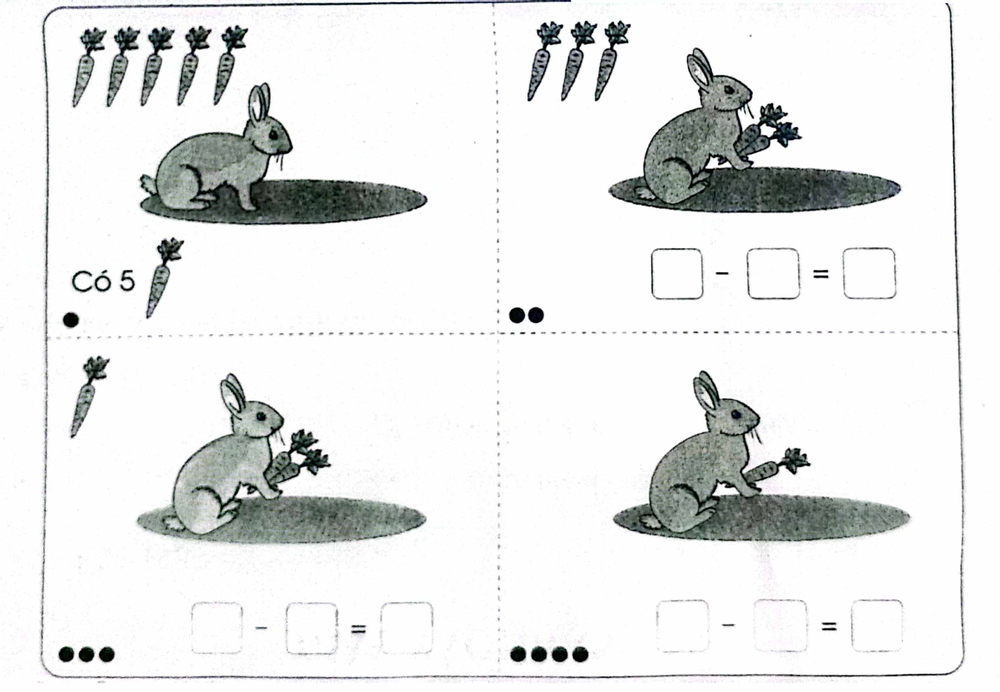 Có 5
- =
- =
- =